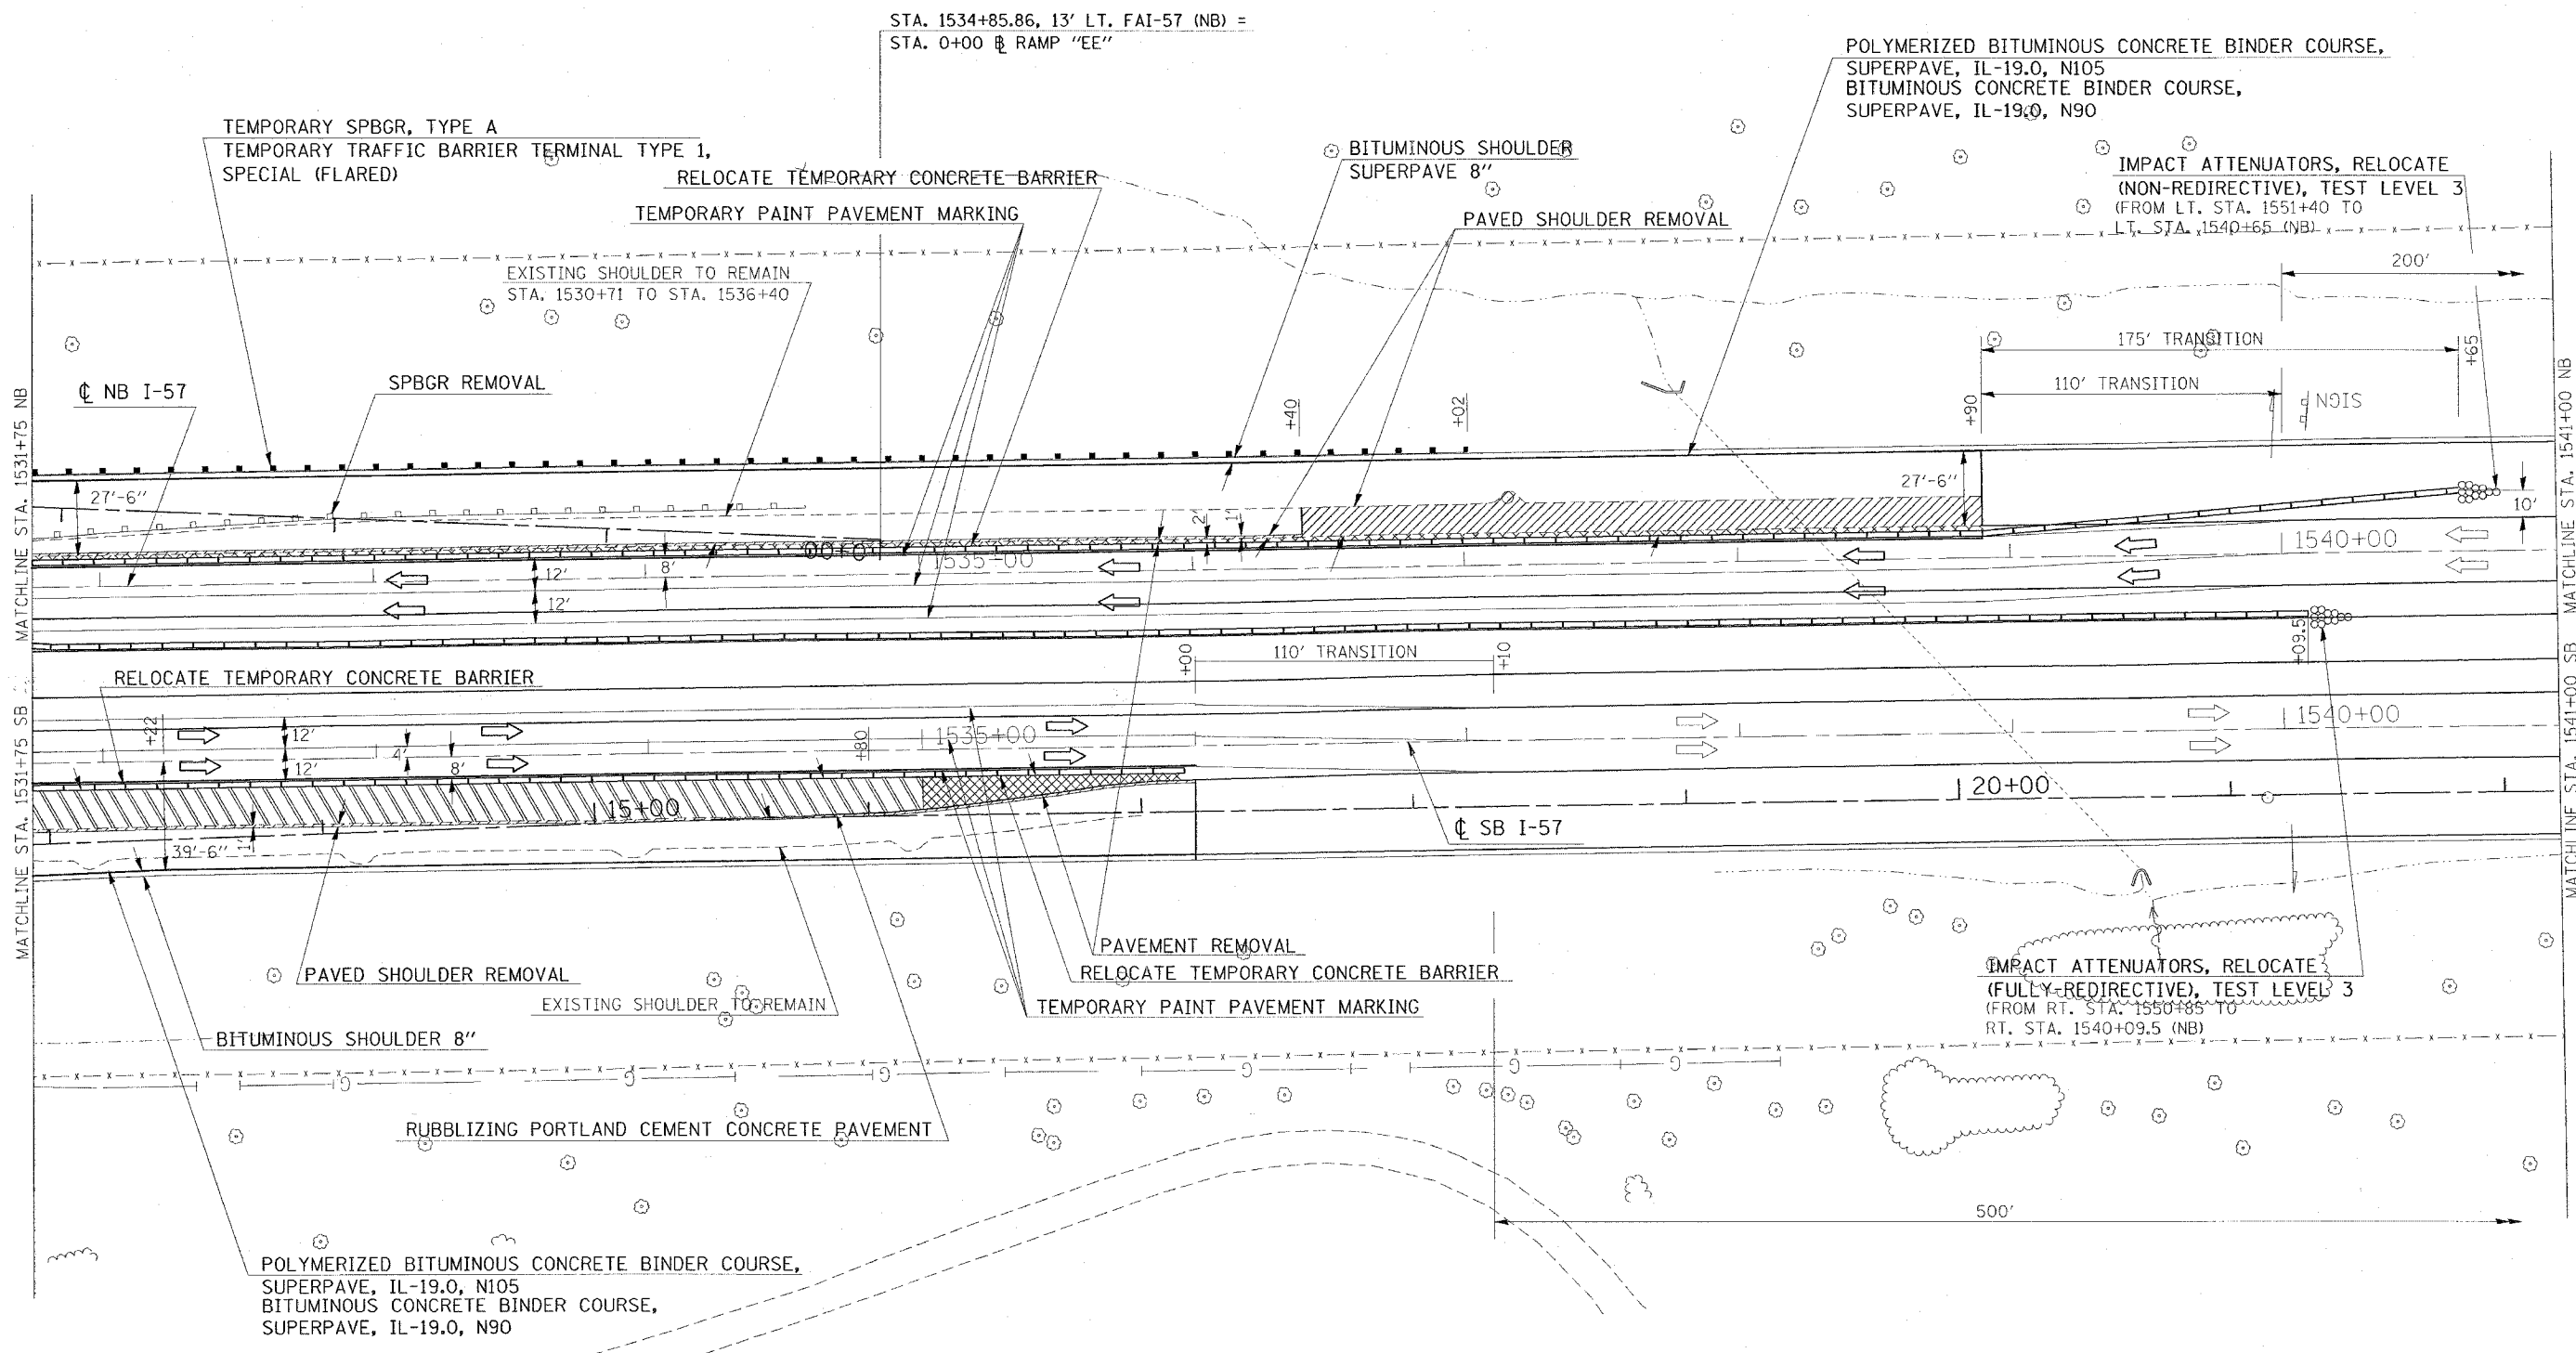 STA. 1534+85.86, 13' LT. FAI-57 (NB) =
STA. 0+00 ℞ RAMP "EE"
POLYMERIZED BITUMINOUS CONCRETE BINDER COURSE,
SUPERPAVE, IL-19.0, N105
BITUMINOUS CONCRETE BINDER COURSE,
SUPERPAVE, IL-19.0, N90
TEMPORARY SPBGR, TYPE A
TEMPORARY TRAFFIC BARRIER TERMINAL TYPE 1,
SPECIAL (FLARED)
RELOCATE TEMPORARY CONCRETE BARRIER
TEMPORARY PAINT PAVEMENT MARKING
BITUMINOUS SHOULDER
SUPERPAVE 8"
PAVED SHOULDER REMOVAL
IMPACT ATTENUATORS, RELOCATE
(NON-REDIRECTIVE), TEST LEVEL 3
(FROM LT. STA. 1551+40 TO
LT. STA. 1540+65 (NB)
EXISTING SHOULDER TO REMAIN
STA. 1530+71 TO STA. 1536+40
200'
175' TRANSITION
+65
110' TRANSITION
SIGN
℄ NB I-57
SPBGR REMOVAL
+40
+02
+90
MATCHLINE STA. 1531+75 NB
MATCHLINE STA. 1541+00 NB
27'-6"
27'-6"
2'
1'
10'
0+00
1535+00
1540+00
12'
8'
12'
+09.5
+00
110' TRANSITION
+10
RELOCATE TEMPORARY CONCRETE BARRIER
MATCHLINE STA. 1531+75 SB
MATCHLINE STA. 1541+00 SB
+22
12'
4'
12'
8'
+80
1535+00
1540+00
15+00
20+00
39'-6"
1'
℄ SB I-57
PAVEMENT REMOVAL
PAVED SHOULDER REMOVAL
RELOCATE TEMPORARY CONCRETE BARRIER
EXISTING SHOULDER TO REMAIN
TEMPORARY PAINT PAVEMENT MARKING
IMPACT ATTENUATORS, RELOCATE
(FULLY-REDIRECTIVE), TEST LEVEL 3
(FROM RT. STA. 1550+85 TO
RT. STA. 1540+09.5 (NB)
BITUMINOUS SHOULDER 8"
G G G G G G
RUBBLIZING PORTLAND CEMENT CONCRETE PAVEMENT
500'
POLYMERIZED BITUMINOUS CONCRETE BINDER COURSE,
SUPERPAVE, IL-19.0, N105
BITUMINOUS CONCRETE BINDER COURSE,
SUPERPAVE, IL-19.0, N90